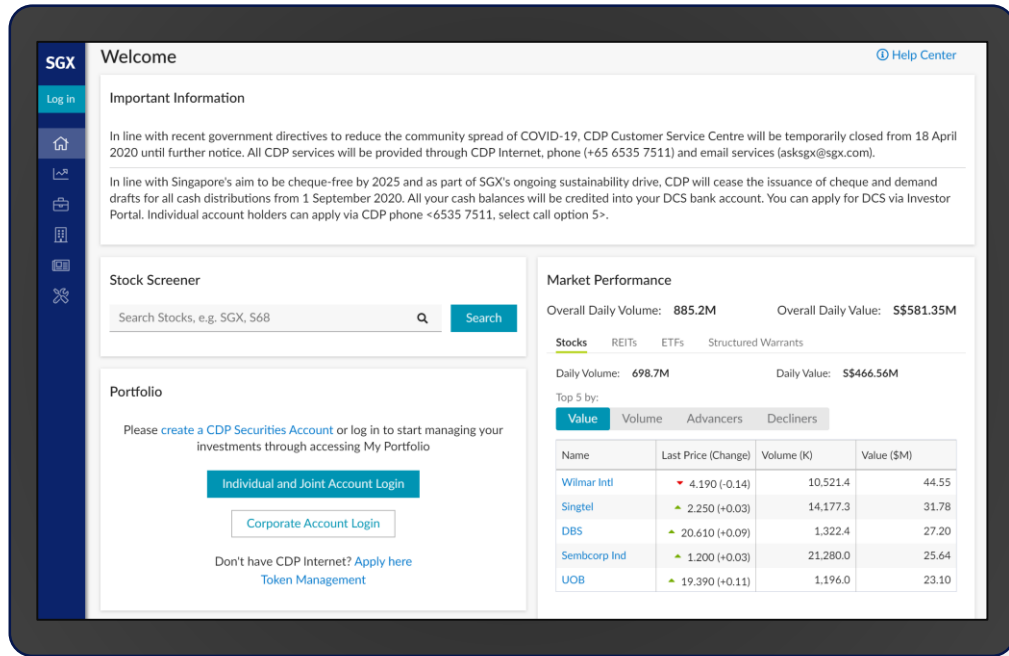 SGX
Log in
Welcome
Help Center
Important Information
In line with recent government directives to reduce the community spread of COVID-19, CDP Customer Service Centre will be temporarily closed from 18 April
2020 until further notice. All CDP services will be provided through CDP Internet, phone (+65 6535 7511) and email services (asksgx@sgx.com).
In line with Singapore's aim to be cheque-free by 2025 and as part of SGX's ongoing sustainability drive, CDP will cease the issuance of cheque and demand
drafts for all cash distributions from 1 September 2020. All your cash balances will be credited into your DCS bank account. You can apply for DCS via Investor
Portal. Individual account holders can apply via CDP phone <6535 7511, select call option 5>.
Stock Screener
Search Stocks, e.g. SGX, S68
Search
Portfolio
Please create a CDP Securities Account or log in to start managing your
investments through accessing My Portfolio
Individual and Joint Account Login
Corporate Account Login
Don't have CDP Internet? Apply here
Token Management
Market Performance
Overall Daily Volume: 885.2M Overall Daily Value: S$581.35M
Stocks REITs ETFs Structured Warrants
Daily Volume: 698.7M Daily Value: S$466.56M
Top 5 by:
Value Volume Advancers Decliners
Name Last Price (Change) Volume (K) Value ($M)
Wilmar Intl 4.190 (-0.14) 10,521.4 44.55
Singtel 2.250 (+0.03) 14,177.3 31.78
DBS 20.610 (+0.09) 1,322.4 27.20
Sembcorp Ind 1.200 (+0.03) 21,280.0 25.64
UOB 19.390 (+0.11) 1,196.0 23.10